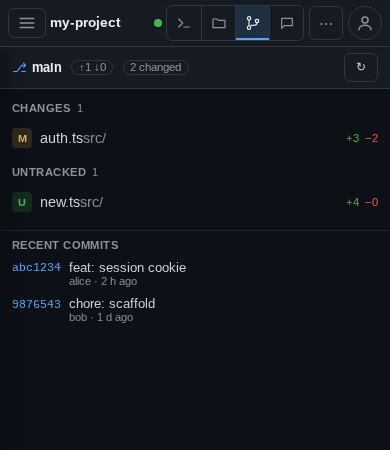 my-project
main ↑1 ↓0 2 changed ↻
CHANGES 1
M auth.ts src/ +3 −2
UNTRACKED 1
U new.ts src/ +4 −0
RECENT COMMITS
abc1234 feat: session cookie
alice · 2 h ago
9876543 chore: scaffold
bob · 1 d ago